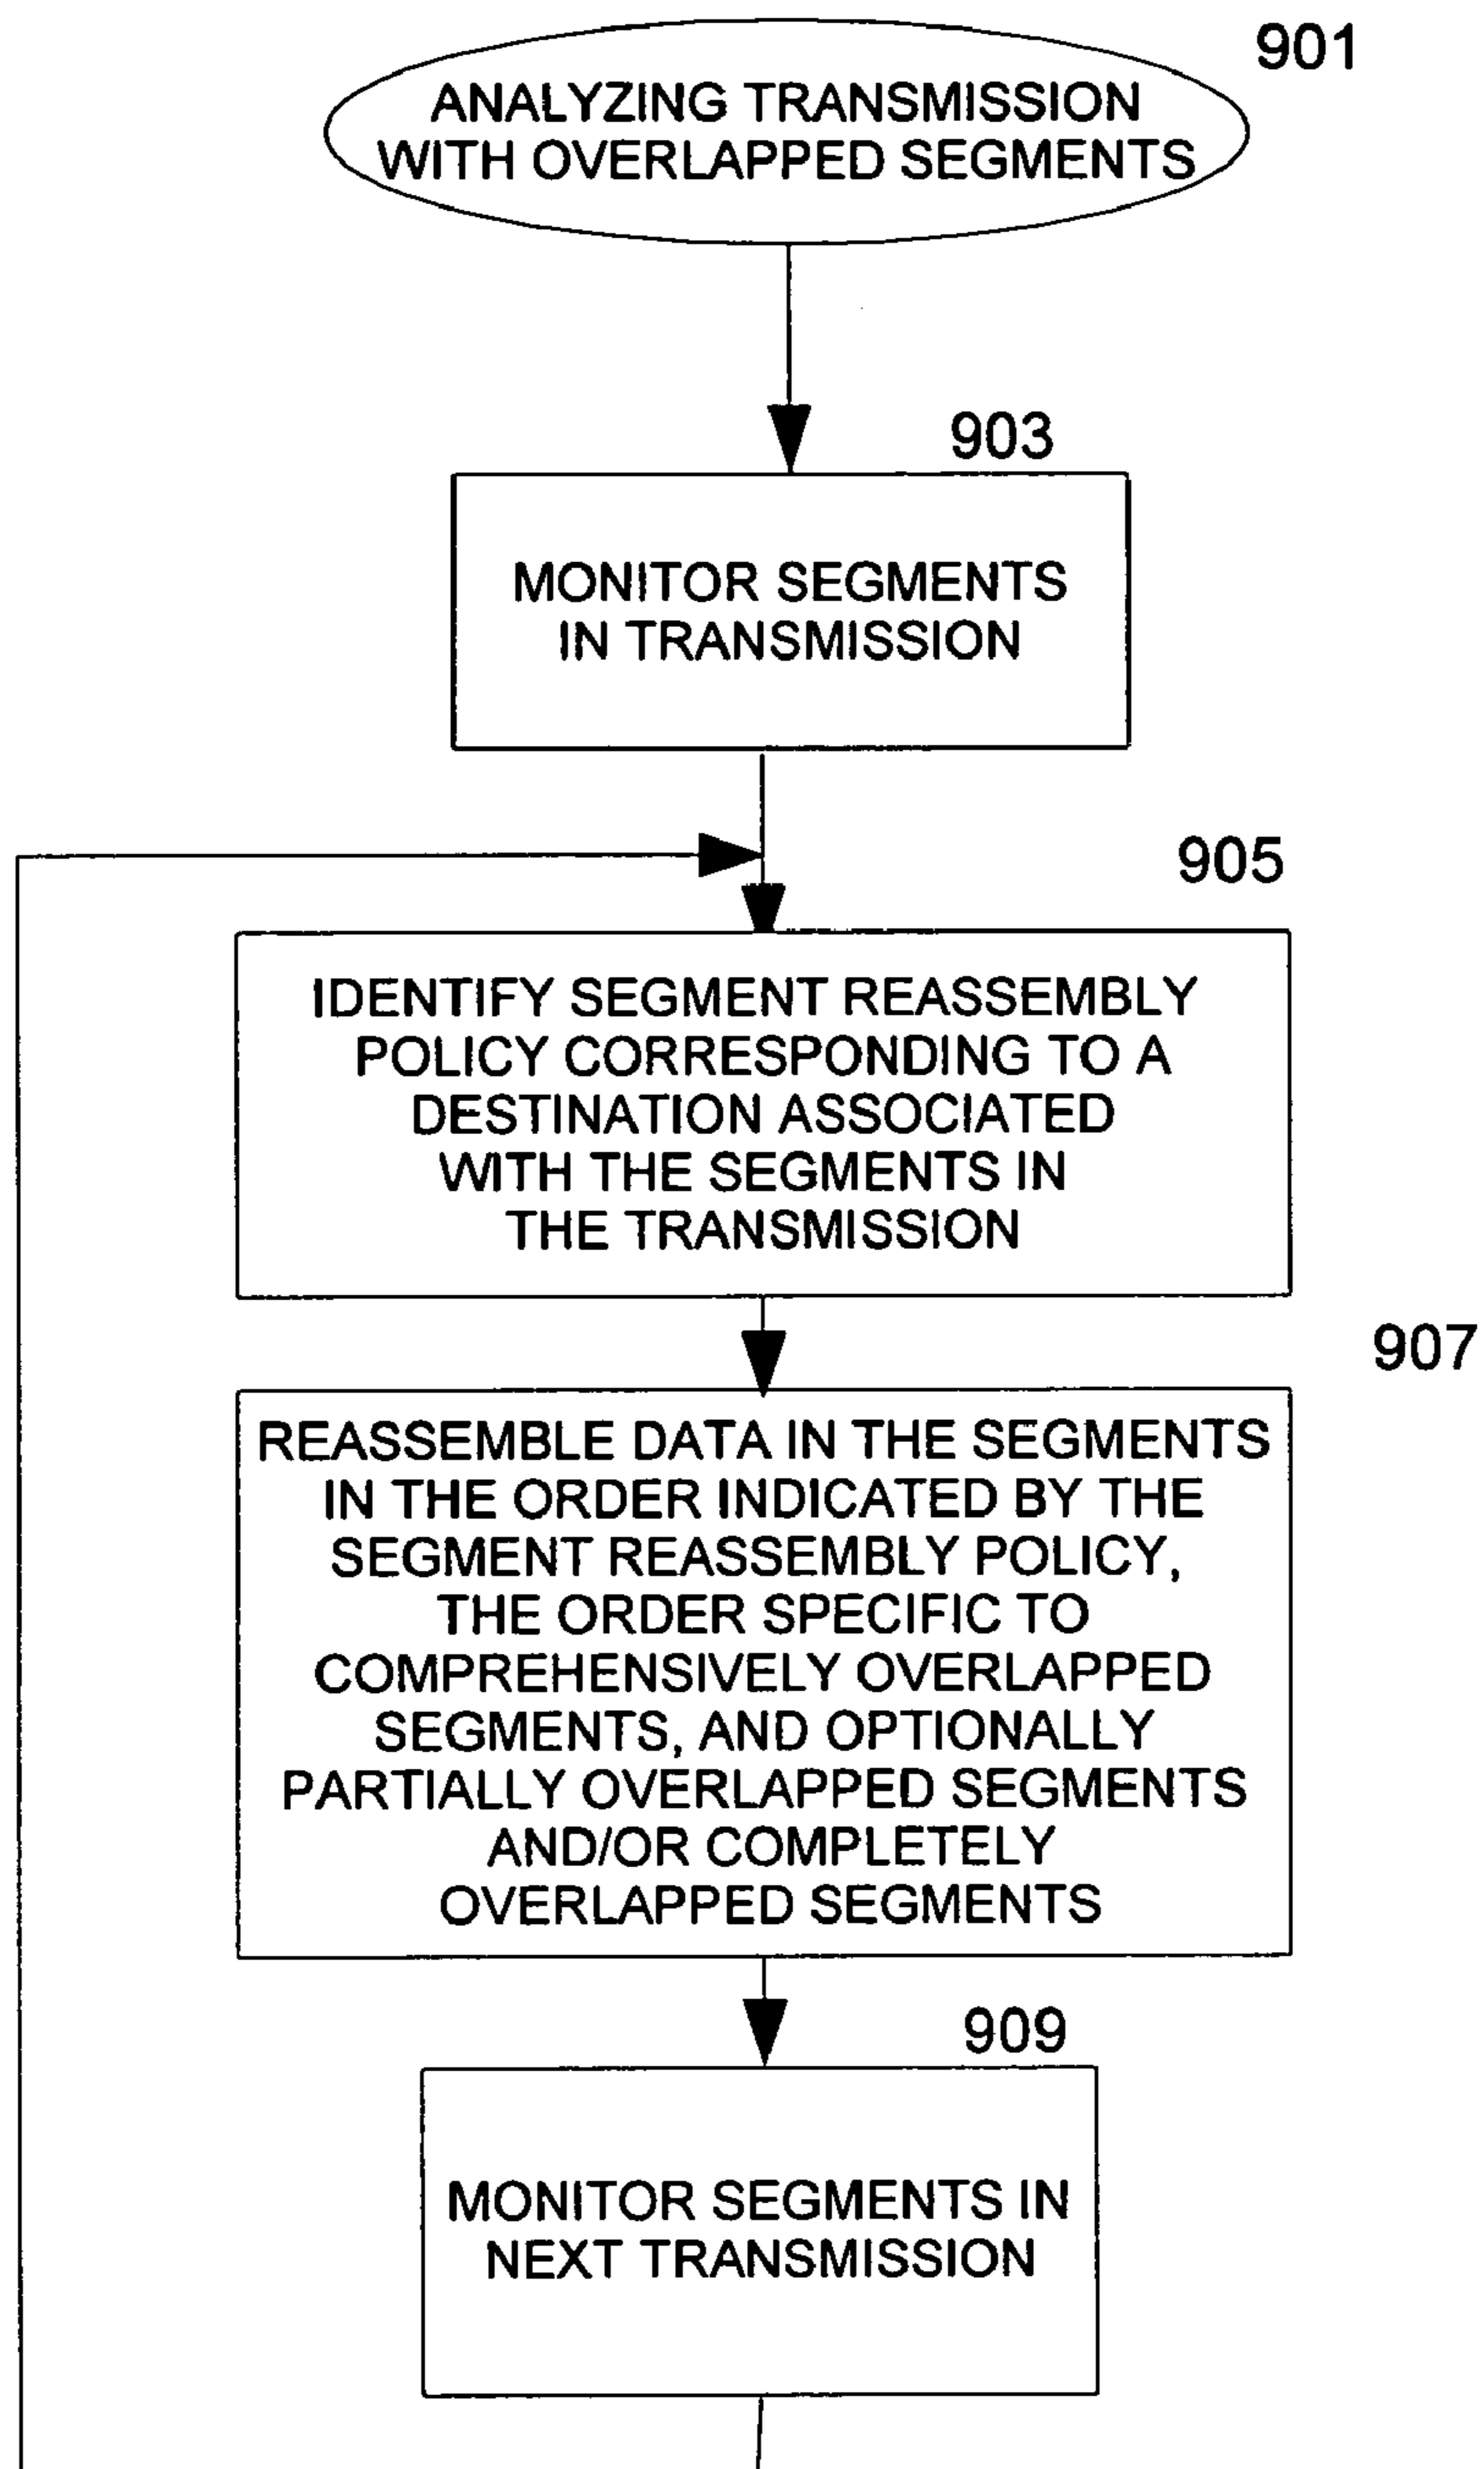 901
ANALYZING TRANSMISSION
WITH OVERLAPPED SEGMENTS
903
MONITOR SEGMENTS
IN TRANSMISSION
905
IDENTIFY SEGMENT REASSEMBLY
POLICY CORRESPONDING TO A
DESTINATION ASSOCIATED
WITH THE SEGMENTS IN
THE TRANSMISSION
907
REASSEMBLE DATA IN THE SEGMENTS
IN THE ORDER INDICATED BY THE
SEGMENT REASSEMBLY POLICY,
THE ORDER SPECIFIC TO
COMPREHENSIVELY OVERLAPPED
SEGMENTS, AND OPTIONALLY
PARTIALLY OVERLAPPED SEGMENTS
AND/OR COMPLETELY
OVERLAPPED SEGMENTS
909
MONITOR SEGMENTS IN
NEXT TRANSMISSION